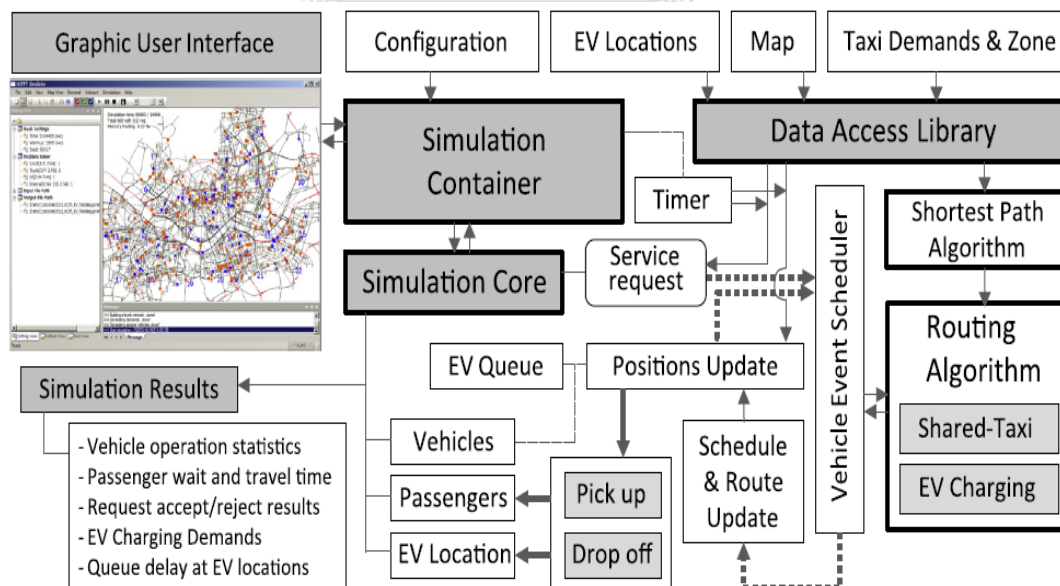 Graphic User Interface
Configuration
EV Locations
Map
Taxi Demands & Zone
Simulation
Container
Data Access Library
Timer
Shortest Path
Algorithm
Simulation Core
Service
request
Vehicle Event Scheduler
Routing
Algorithm
Shared-Taxi
EV Charging
EV Queue
Positions Update
Simulation Results
Vehicles
Passengers
EV Location
Pick up
Drop off
Schedule
& Route
Update
- Vehicle operation statistics
- Passenger wait and travel time
- Request accept/reject results
- EV Charging Demands
- Queue delay at EV locations